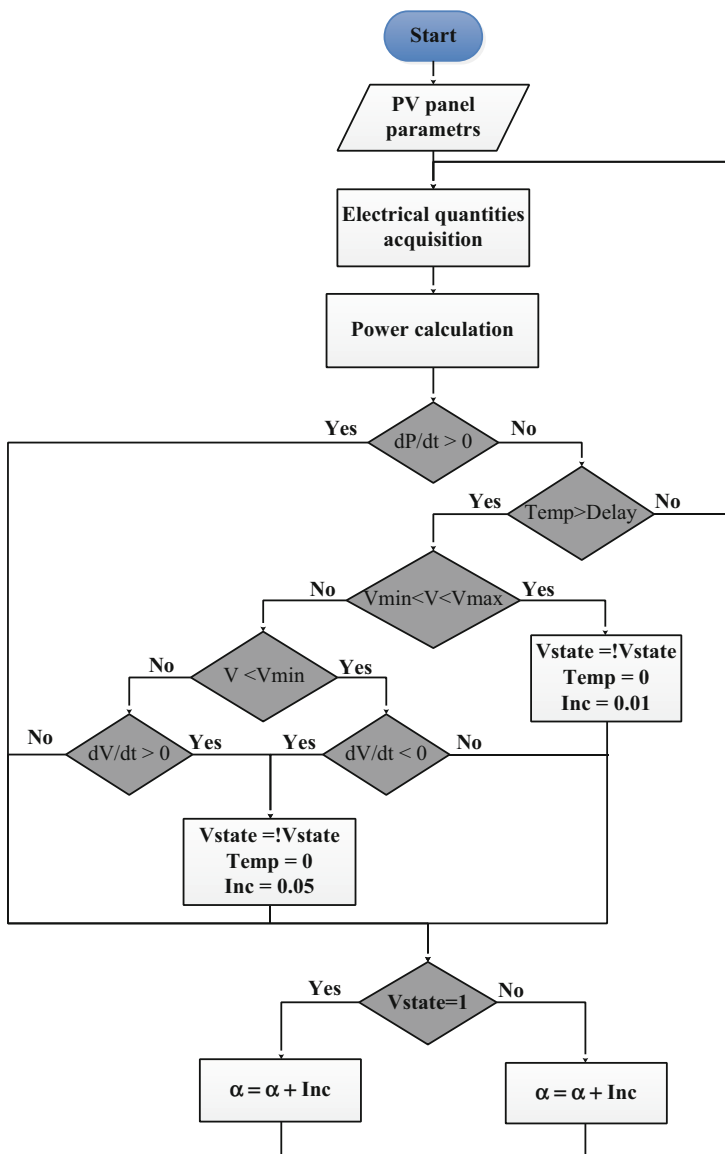 Start
PV panel
parametrs
Electrical quantities
acquisition
Power calculation
Yes
dP/dt > 0
No
Yes
Temp>Delay
No
No
Vmin<V<Vmax
Yes
Vstate =!Vstate
Temp = 0
Inc = 0.01
No
V <Vmin
Yes
No
dV/dt > 0
Yes
Yes
dV/dt < 0
No
Vstate =!Vstate
Temp = 0
Inc = 0.05
Yes
Vstate=1
No
α = α + Inc
α = α + Inc